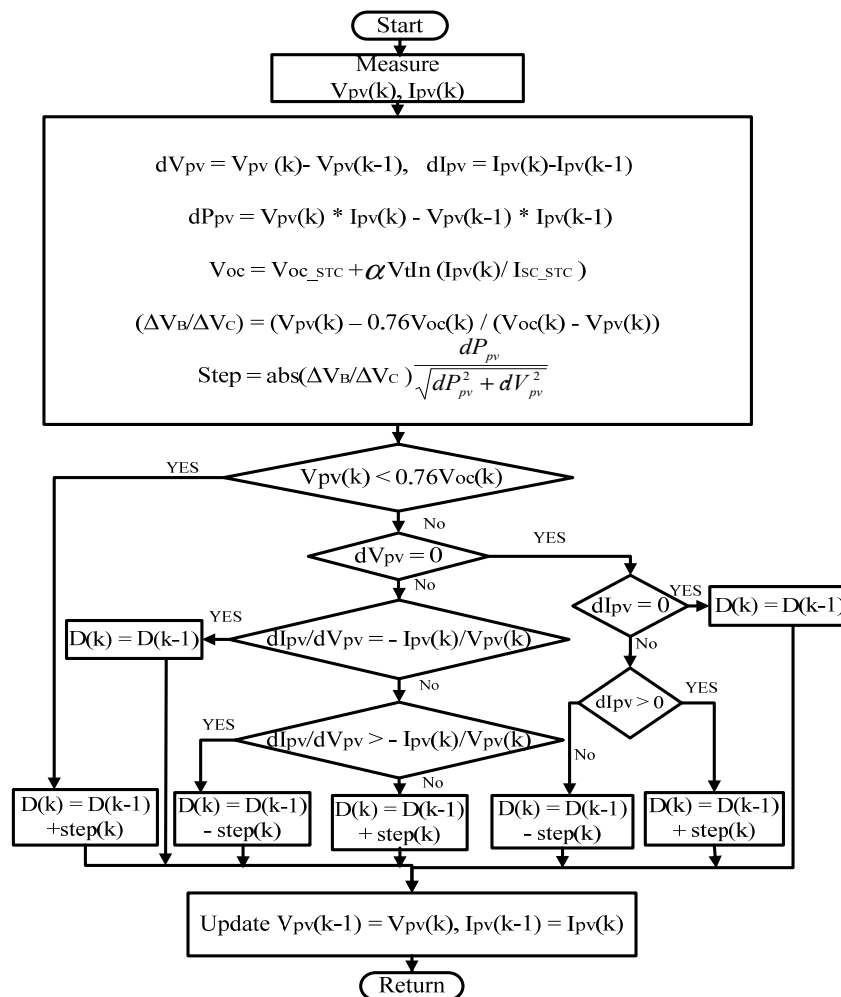 Start
Measure
Vpv(k), Ipv(k)
dVpv = Vpv (k)- Vpv(k-1), dIpv = Ipv(k)-Ipv(k-1)
dPpv = Vpv(k) * Ipv(k) - Vpv(k-1) * Ipv(k-1)
Voc = Voc_STC + α VtIn (Ipv(k)/ ISC_STC )
(ΔVB/ΔVC) = (Vpv(k) – 0.76Voc(k) / (Voc(k) - Vpv(k))
Step = abs(ΔVB/ΔVC ) dPpv / √(dP²pv + dV²pv)
YES
Vpv(k) < 0.76Voc(k)
No
dVpv = 0
YES
No
dIpv = 0
YES
D(k) = D(k-1)
YES
D(k) = D(k-1)
dIpv/dVpv = - Ipv(k)/Vpv(k)
No
No
dIpv > 0
YES
YES
dIpv/dVpv > - Ipv(k)/Vpv(k)
No
No
D(k) = D(k-1)
+step(k)
D(k) = D(k-1)
- step(k)
D(k) = D(k-1)
+ step(k)
D(k) = D(k-1)
- step(k)
D(k) = D(k-1)
+ step(k)
Update Vpv(k-1) = Vpv(k), Ipv(k-1) = Ipv(k)
Return